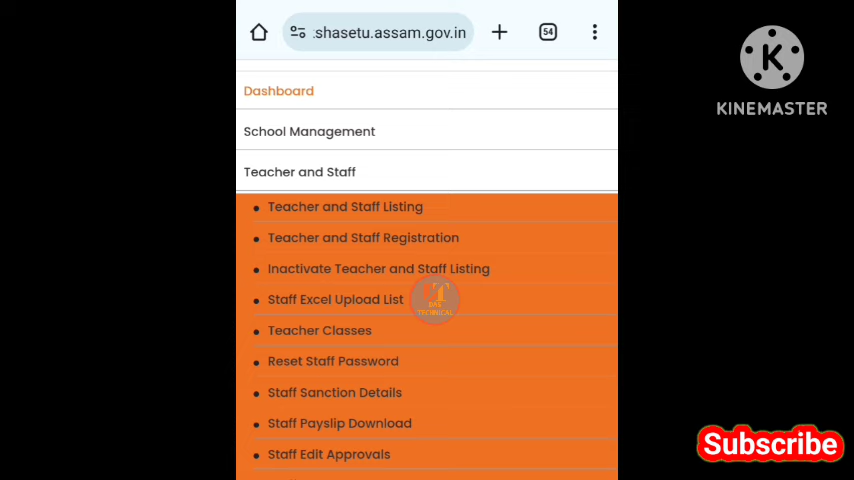 :shasetu.assam.gov.in
54
K
KINEMASTER
Dashboard
School Management
Teacher and Staff
Teacher and Staff Listing
Teacher and Staff Registration
Inactivate Teacher and Staff Listing
Staff Excel Upload List
TECHNICAL
Teacher Classes
Reset Staff Password
Staff Sanction Details
Staff Payslip Download
Staff Edit Approvals
Subscribe